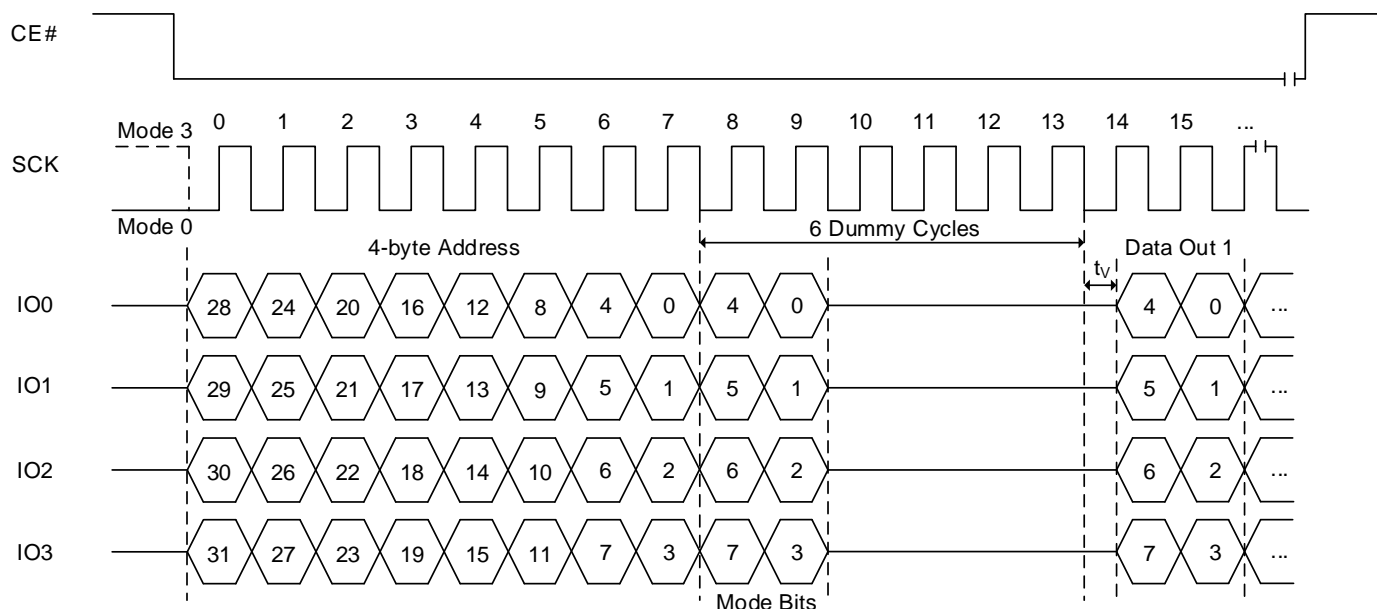 CE#
0 1 2 3 4 5 6 7 8 9 10 11 12 13 14 15 ...
Mode 3
SCK
Mode 0
6 Dummy Cycles
4-byte Address
Data Out 1
tV
IO0 28 24 20 16 12 8 4 0 4 0 4 0 ...
IO1 29 25 21 17 13 9 5 1 5 1 5 1 ...
IO2 30 26 22 18 14 10 6 2 6 2 6 2 ...
IO3 31 27 23 19 15 11 7 3 7 3 7 3 ...
Mode Bits